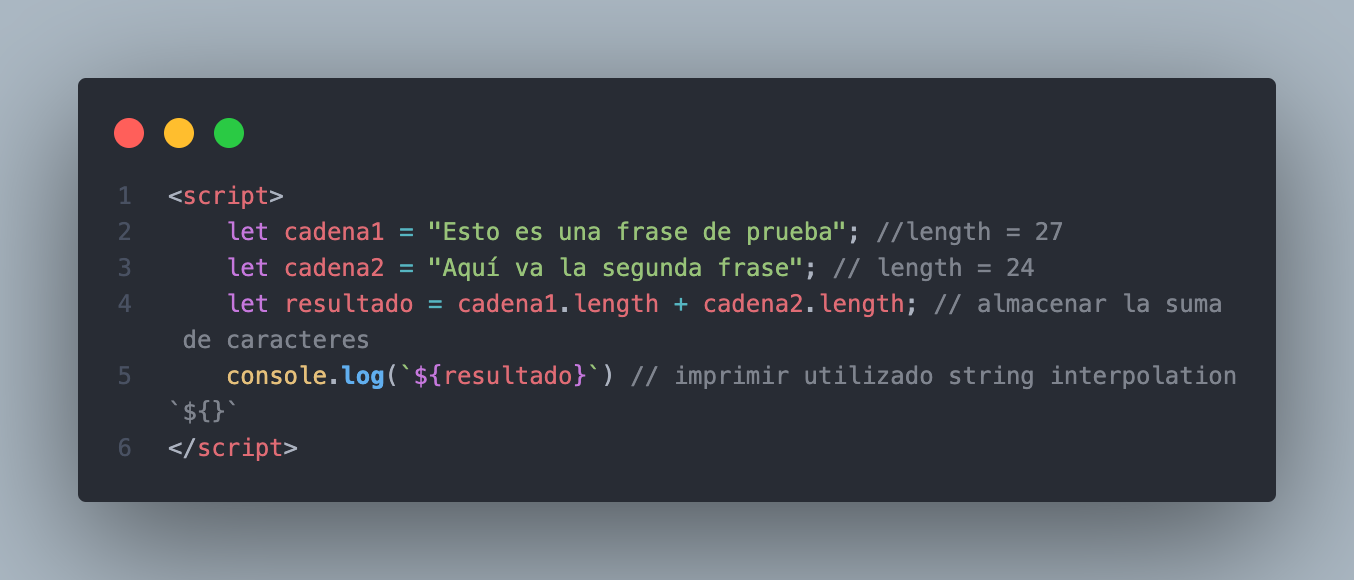 1 <script>
2 let cadena1 = "Esto es una frase de prueba"; //length = 27
3 let cadena2 = "Aquí va la segunda frase"; // length = 24
4 let resultado = cadena1.length + cadena2.length; // almacenar la suma
de caracteres
5 console.log(`${resultado}`) // imprimir utilizado string interpolation
`${}`
6 </script>